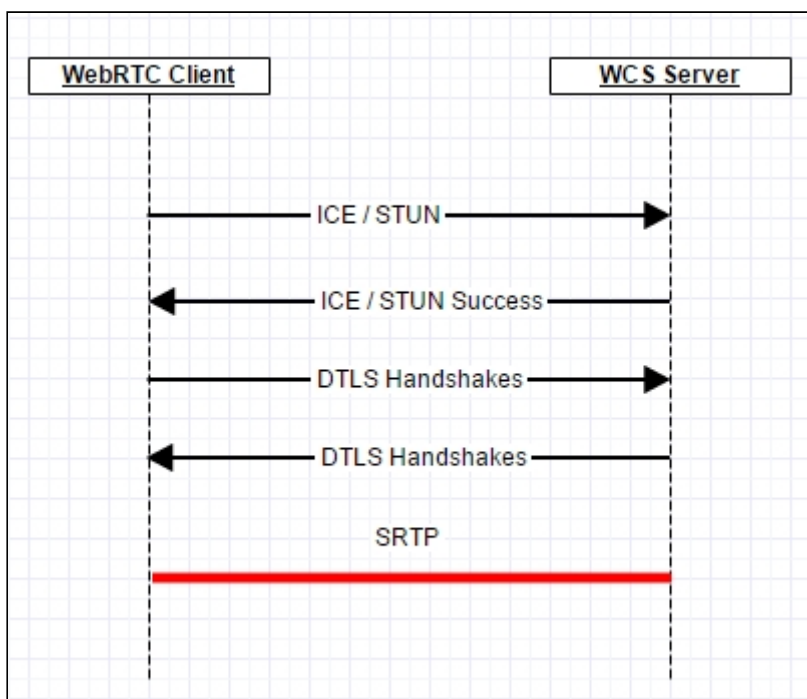 WebRTC Client
WCS Server
ICE / STUN
ICE / STUN Success
DTLS Handshakes
DTLS Handshakes
SRTP